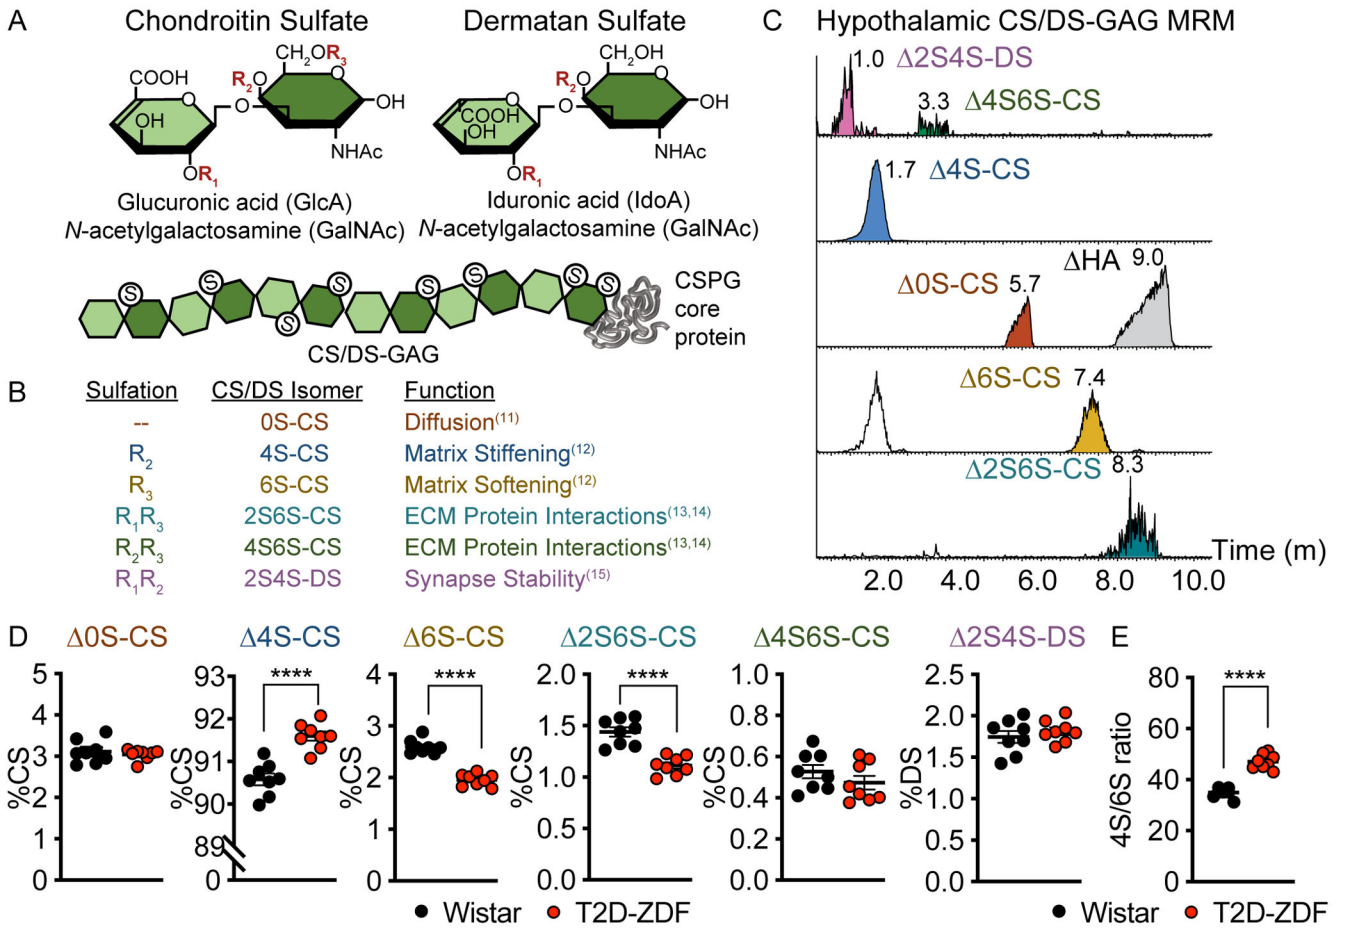 A
Chondroitin Sulfate
Dermatan Sulfate
CH₂OR₃
COOH
R₂O
O
O
OH
O
OH
NHAc
OR₁
CH₂OH
R₂O
O
O
COOH
OH
O
OH
NHAc
OR₁
Glucuronic acid (GlcA)
N-acetylgalactosamine (GalNAc)
Iduronic acid (IdoA)
N-acetylgalactosamine (GalNAc)
S S S S S S S S
CSPG
core
protein
CS/DS-GAG
B
Sulfation CS/DS Isomer Function
-- 0S-CS Diffusion⁽¹¹⁾
R₂ 4S-CS Matrix Stiffening⁽¹²⁾
R₃ 6S-CS Matrix Softening⁽¹²⁾
R₁R₃ 2S6S-CS ECM Protein Interactions⁽¹³,¹⁴⁾
R₂R₃ 4S6S-CS ECM Protein Interactions⁽¹³,¹⁴⁾
R₁R₂ 2S4S-DS Synapse Stability⁽¹⁵⁾
C
Hypothalamic CS/DS-GAG MRM
1.0 Δ2S4S-DS
3.3 Δ4S6S-CS
1.7 Δ4S-CS
ΔHA 9.0
Δ0S-CS 5.7
Δ6S-CS 7.4
Δ2S6S-CS 8.3
Time (m)
2.0 4.0 6.0 8.0 10.0
D
Δ0S-CS
%CS
5
4
3
2
1
0
Δ4S-CS
%CS
93
92
91
90
89
0
****
Δ6S-CS
%CS
4
3
2
1
0
****
Δ2S6S-CS
%CS
2.0
1.5
1.0
0.5
0.0
****
Δ4S6S-CS
%CS
1.0
0.8
0.6
0.4
0.2
0.0
Δ2S4S-DS
%DS
2.5
2.0
1.5
1.0
0.5
0.0
Wistar T2D-ZDF
E
4S/6S ratio
80
60
40
20
0
****
Wistar T2D-ZDF